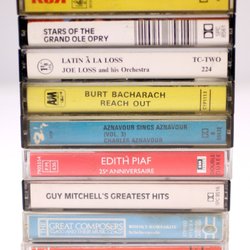 RCA
STARS OF THE
GRAND OLE OPRY
LATIN À LA LOSS
JOE LOSS and his Orchestra
TC-TWO
224
A&M
BURT BACHARACH
REACH OUT
AZNAVOUR SINGS AZNAVOUR
(VOL. 3)
CHARLES AZNAVOUR
EDITH PIAF
25e ANNIVERSAIRE
GUY MITCHELL'S GREATEST HITS
GREAT COMPOSERS